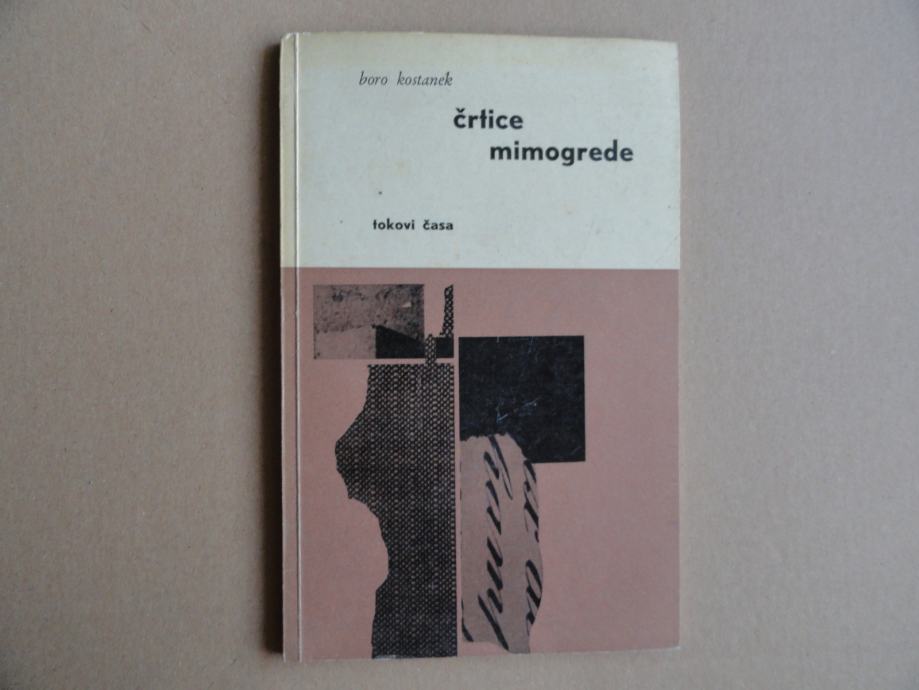 boro kostanek
črtice
mimogrede
tokovi časa